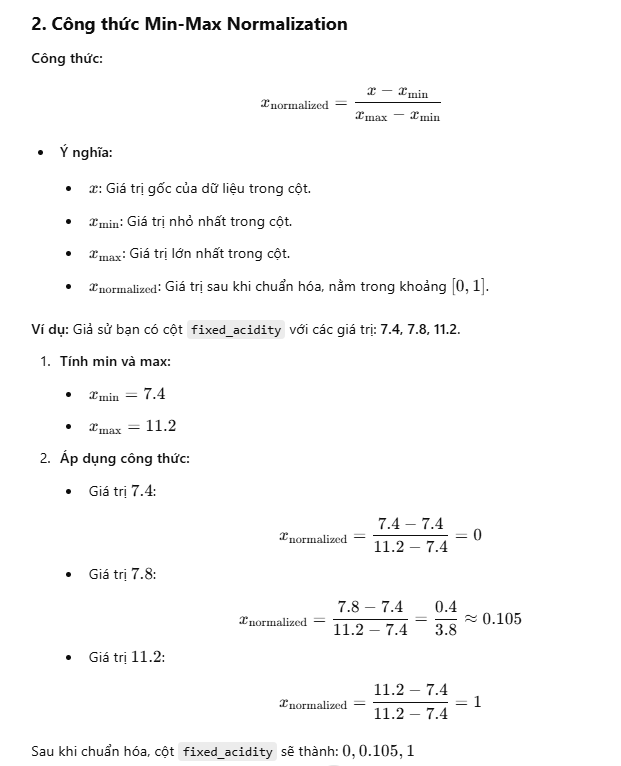 2. Công thức Min-Max Normalization
Công thức:
x_normalized = (x − x_min) / (x_max − x_min)
• Ý nghĩa:
• x: Giá trị gốc của dữ liệu trong cột.
• x_min: Giá trị nhỏ nhất trong cột.
• x_max: Giá trị lớn nhất trong cột.
• x_normalized: Giá trị sau khi chuẩn hóa, nằm trong khoảng [0, 1].
Ví dụ: Giả sử bạn có cột fixed_acidity với các giá trị: 7.4, 7.8, 11.2.
1. Tính min và max:
• x_min = 7.4
• x_max = 11.2
2. Áp dụng công thức:
• Giá trị 7.4:
x_normalized = (7.4 − 7.4) / (11.2 − 7.4) = 0
• Giá trị 7.8:
x_normalized = (7.8 − 7.4) / (11.2 − 7.4) = 0.4 / 3.8 ≈ 0.105
• Giá trị 11.2:
x_normalized = (11.2 − 7.4) / (11.2 − 7.4) = 1
Sau khi chuẩn hóa, cột fixed_acidity sẽ thành: 0, 0.105, 1